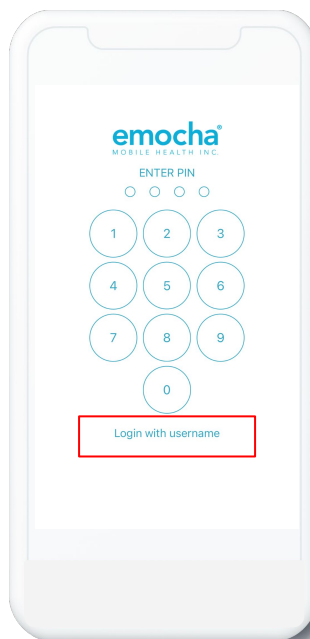 emocha®
MOBILE HEALTH INC.
ENTER PIN
1 2 3
4 5 6
7 8 9
0
Login with username